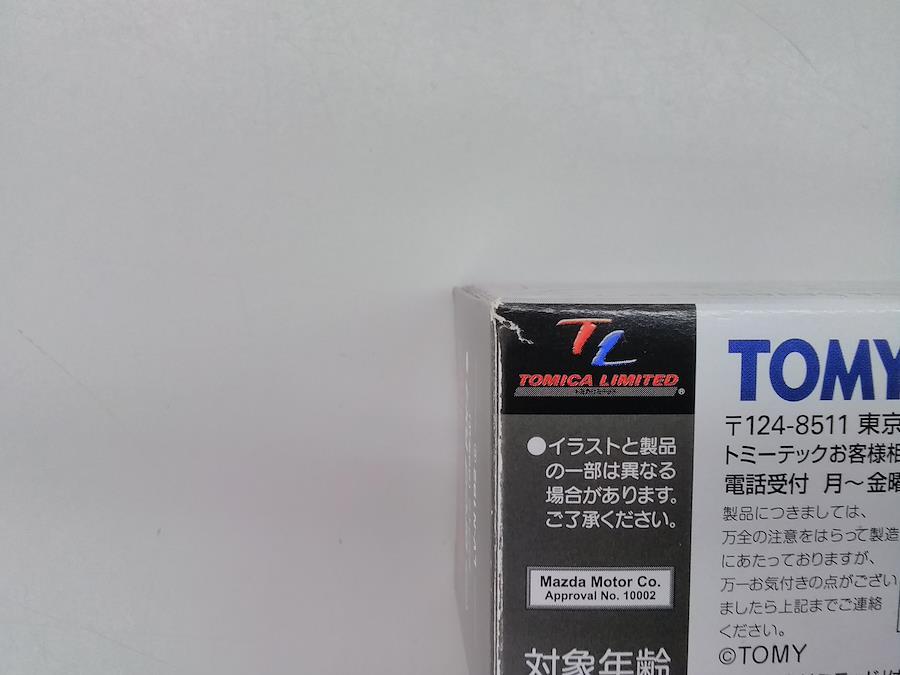 TL
TOMICA LIMITED
●イラストと製品
の一部は異なる
場合があります。
ご了承ください。
Mazda Motor Co.
Approval No. 10002
対象年齢
TOMY
〒124-8511 東京
トミーテックお客様相
電話受付 月～金曜
製品につきましては、
万全の注意をはらって製造
にあたっておりますが、
万一お気付きの点がござい
ましたら上記までご連絡
ください。
©TOMY